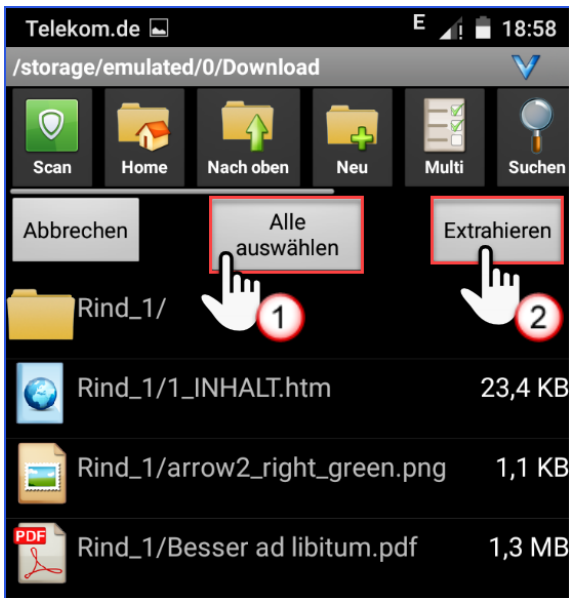 Telekom.de E 18:58
/storage/emulated/0/Download
Scan Home Nach oben Neu Multi Suchen
Abbrechen Alle auswählen Extrahieren
1 2
Rind_1/
Rind_1/1_INHALT.htm 23,4 KB
Rind_1/arrow2_right_green.png 1,1 KB
PDF
Rind_1/Besser ad libitum.pdf 1,3 MB